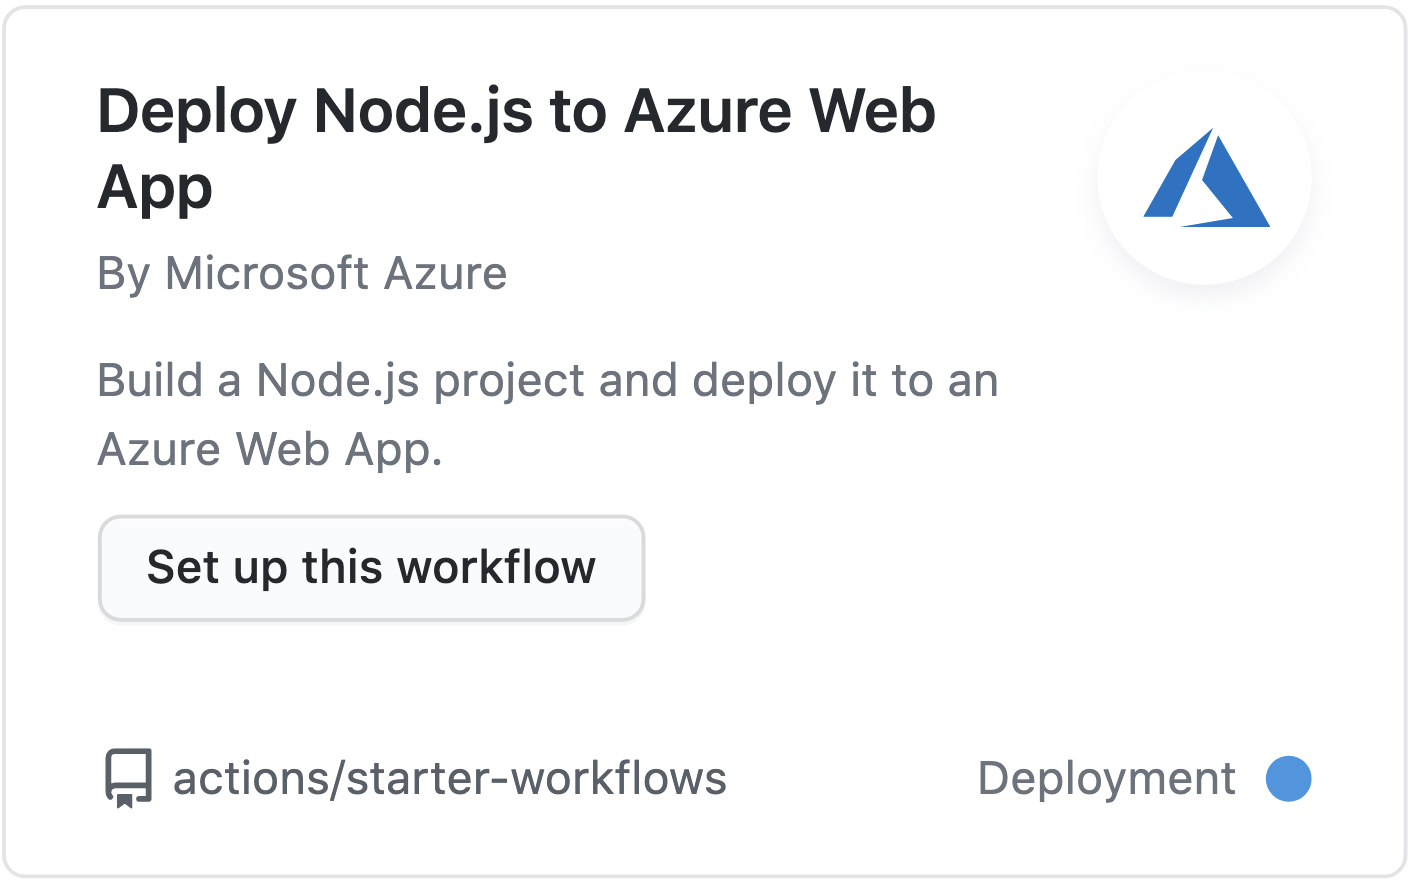 Deploy Node.js to Azure Web
App
By Microsoft Azure
Build a Node.js project and deploy it to an
Azure Web App.
Set up this workflow
actions/starter-workflows
Deployment